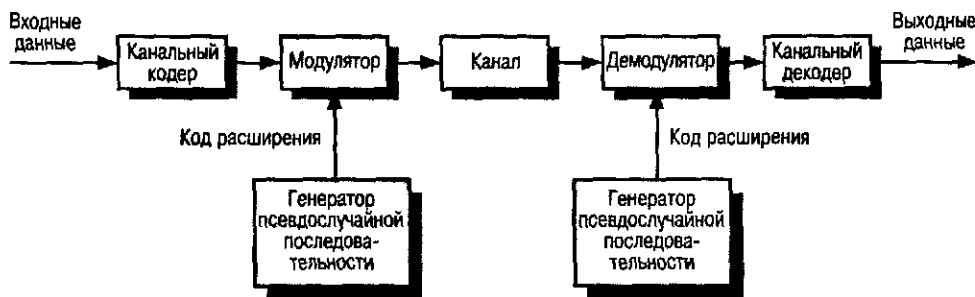 Входные
данные
Канальный
кодер
Модулятор
Канал
Демодулятор
Канальный
декодер
Выходные
данные
Код расширения
Код расширения
Генератор
псевдослучайной
последова-
тельности
Генератор
псевдослучайной
последова-
тельности